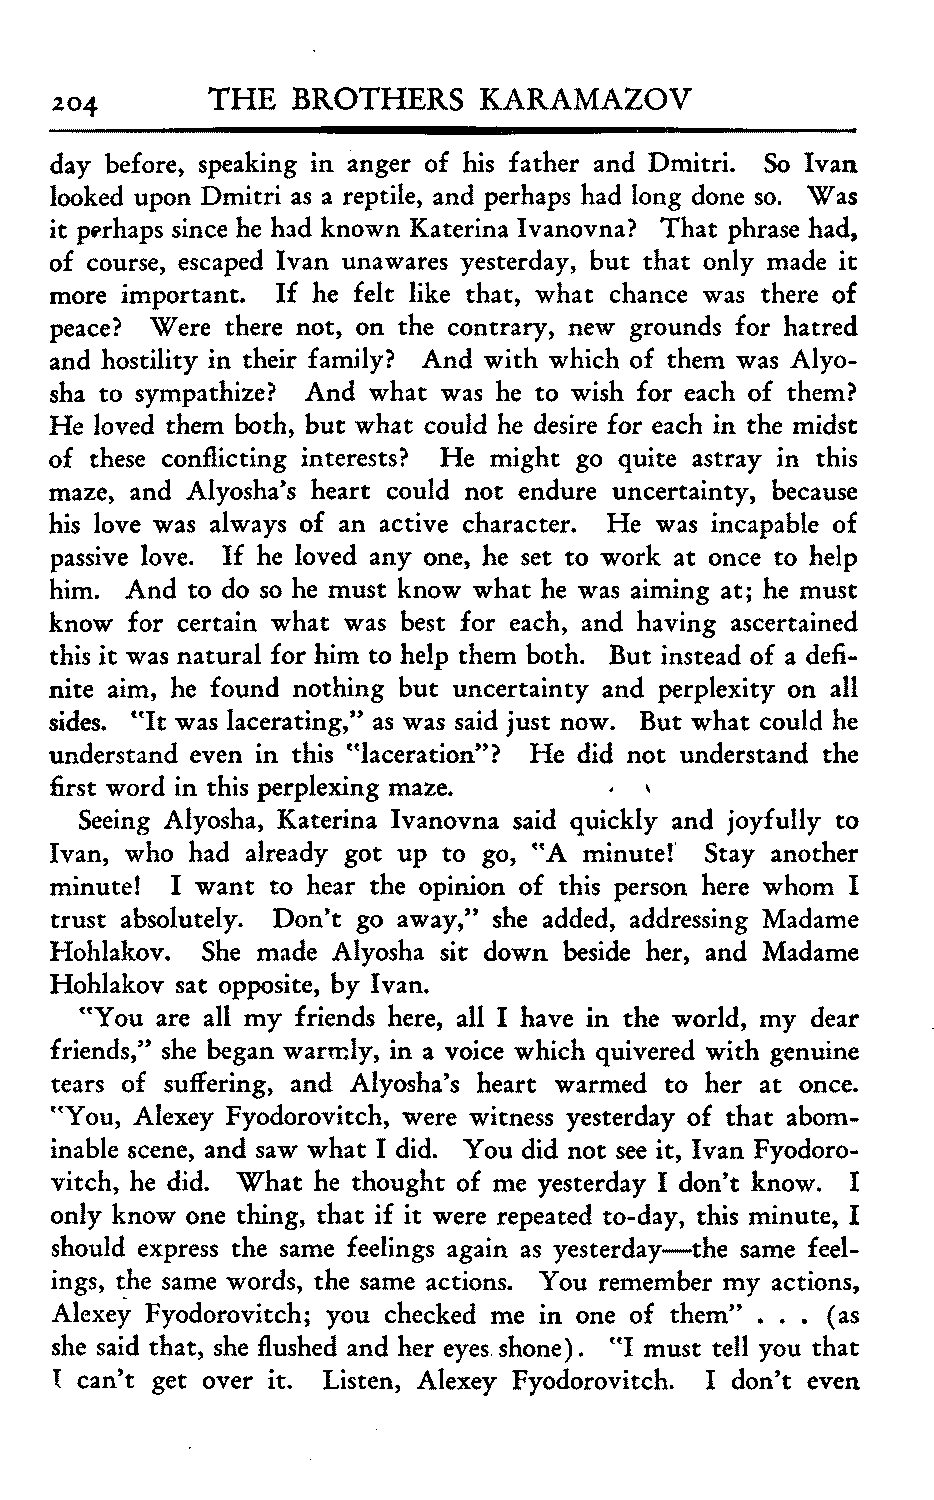 204 THE BROTHERS KARAMAZOV
day before, speaking in anger of his father and Dmitri. So Ivan
looked upon Dmitri as a reptile, and perhaps had long done so. Was
it perhaps since he had known Katerina Ivanovna? That phrase had,
of course, escaped Ivan unawares yesterday, but that only made it
more important. If he felt like that, what chance was there of
peace? Were there not, on the contrary, new grounds for hatred
and hostility in their family? And with which of them was Alyo-
sha to sympathize? And what was he to wish for each of them?
He loved them both, but what could he desire for each in the midst
of these conflicting interests? He might go quite astray in this
maze, and Alyosha's heart could not endure uncertainty, because
his love was always of an active character. He was incapable of
passive love. If he loved any one, he set to work at once to help
him. And to do so he must know what he was aiming at; he must
know for certain what was best for each, and having ascertained
this it was natural for him to help them both. But instead of a defi-
nite aim, he found nothing but uncertainty and perplexity on all
sides. "It was lacerating," as was said just now. But what could he
understand even in this "laceration"? He did not understand the
first word in this perplexing maze.
Seeing Alyosha, Katerina Ivanovna said quickly and joyfully to
Ivan, who had already got up to go, "A minute! Stay another
minute! I want to hear the opinion of this person here whom I
trust absolutely. Don't go away," she added, addressing Madame
Hohlakov. She made Alyosha sit down beside her, and Madame
Hohlakov sat opposite, by Ivan.
"You are all my friends here, all I have in the world, my dear
friends," she began warmly, in a voice which quivered with genuine
tears of suffering, and Alyosha's heart warmed to her at once.
"You, Alexey Fyodorovitch, were witness yesterday of that abom-
inable scene, and saw what I did. You did not see it, Ivan Fyodoro-
vitch, he did. What he thought of me yesterday I don't know. I
only know one thing, that if it were repeated to-day, this minute, I
should express the same feelings again as yesterday—the same feel-
ings, the same words, the same actions. You remember my actions,
Alexey Fyodorovitch; you checked me in one of them" . . . (as
she said that, she flushed and her eyes shone). "I must tell you that
I can't get over it. Listen, Alexey Fyodorovitch. I don't even